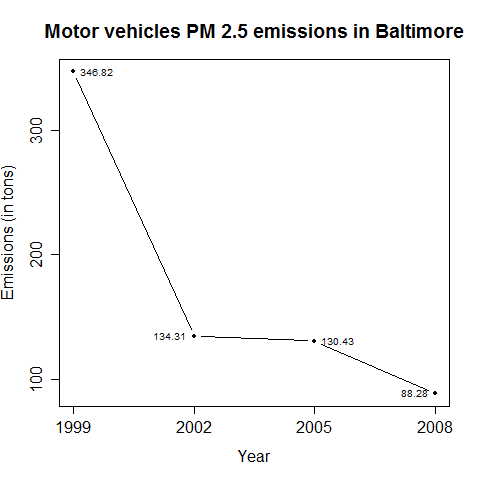 Motor vehicles PM 2.5 emissions in Baltimore
346.82
300
Emissions (in tons)
200
134.31
130.43
100
88.28
1999 2002 2005 2008
Year